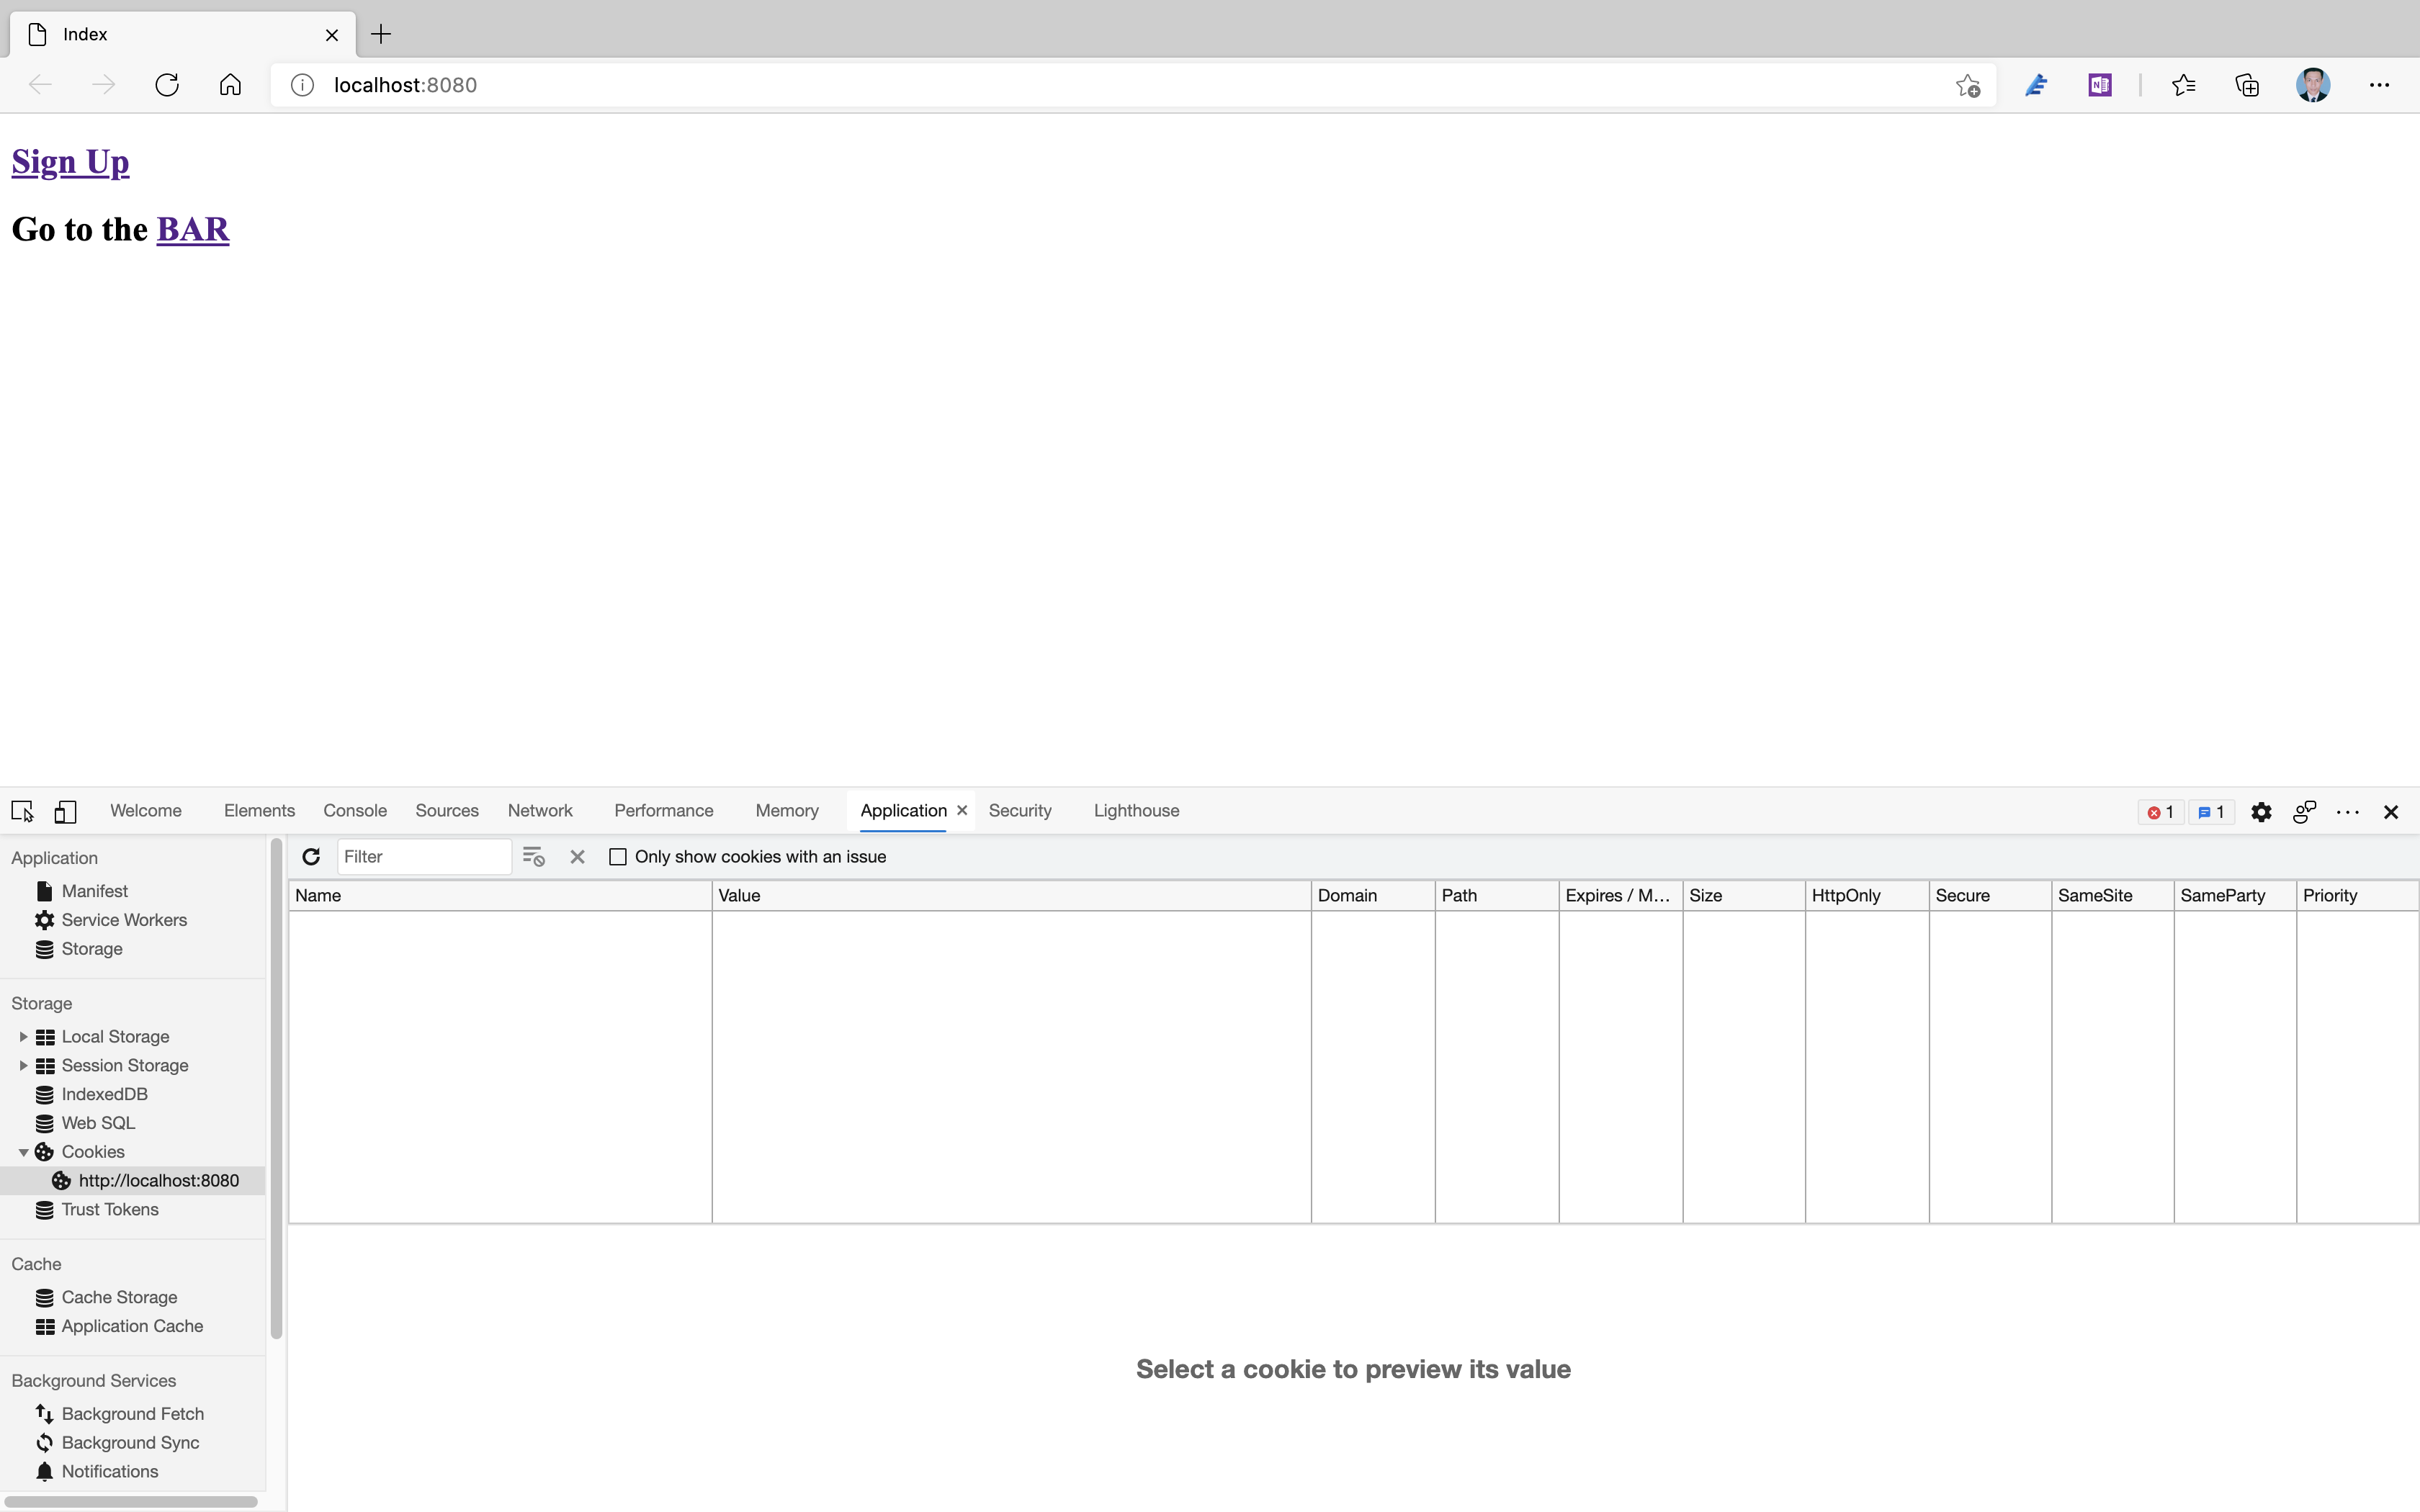 Index
localhost:8080
Sign Up
Go to the BAR
Welcome Elements Console Sources Network Performance Memory Application Security Lighthouse 1 1
Filter Only show cookies with an issue
Name Value Domain Path Expires / M... Size HttpOnly Secure SameSite SameParty Priority
Application
Manifest
Service Workers
Storage
Storage
Local Storage
Session Storage
IndexedDB
Web SQL
Cookies
http://localhost:8080
Trust Tokens
Cache
Cache Storage
Application Cache
Background Services
Background Fetch
Background Sync
Notifications
Select a cookie to preview its value